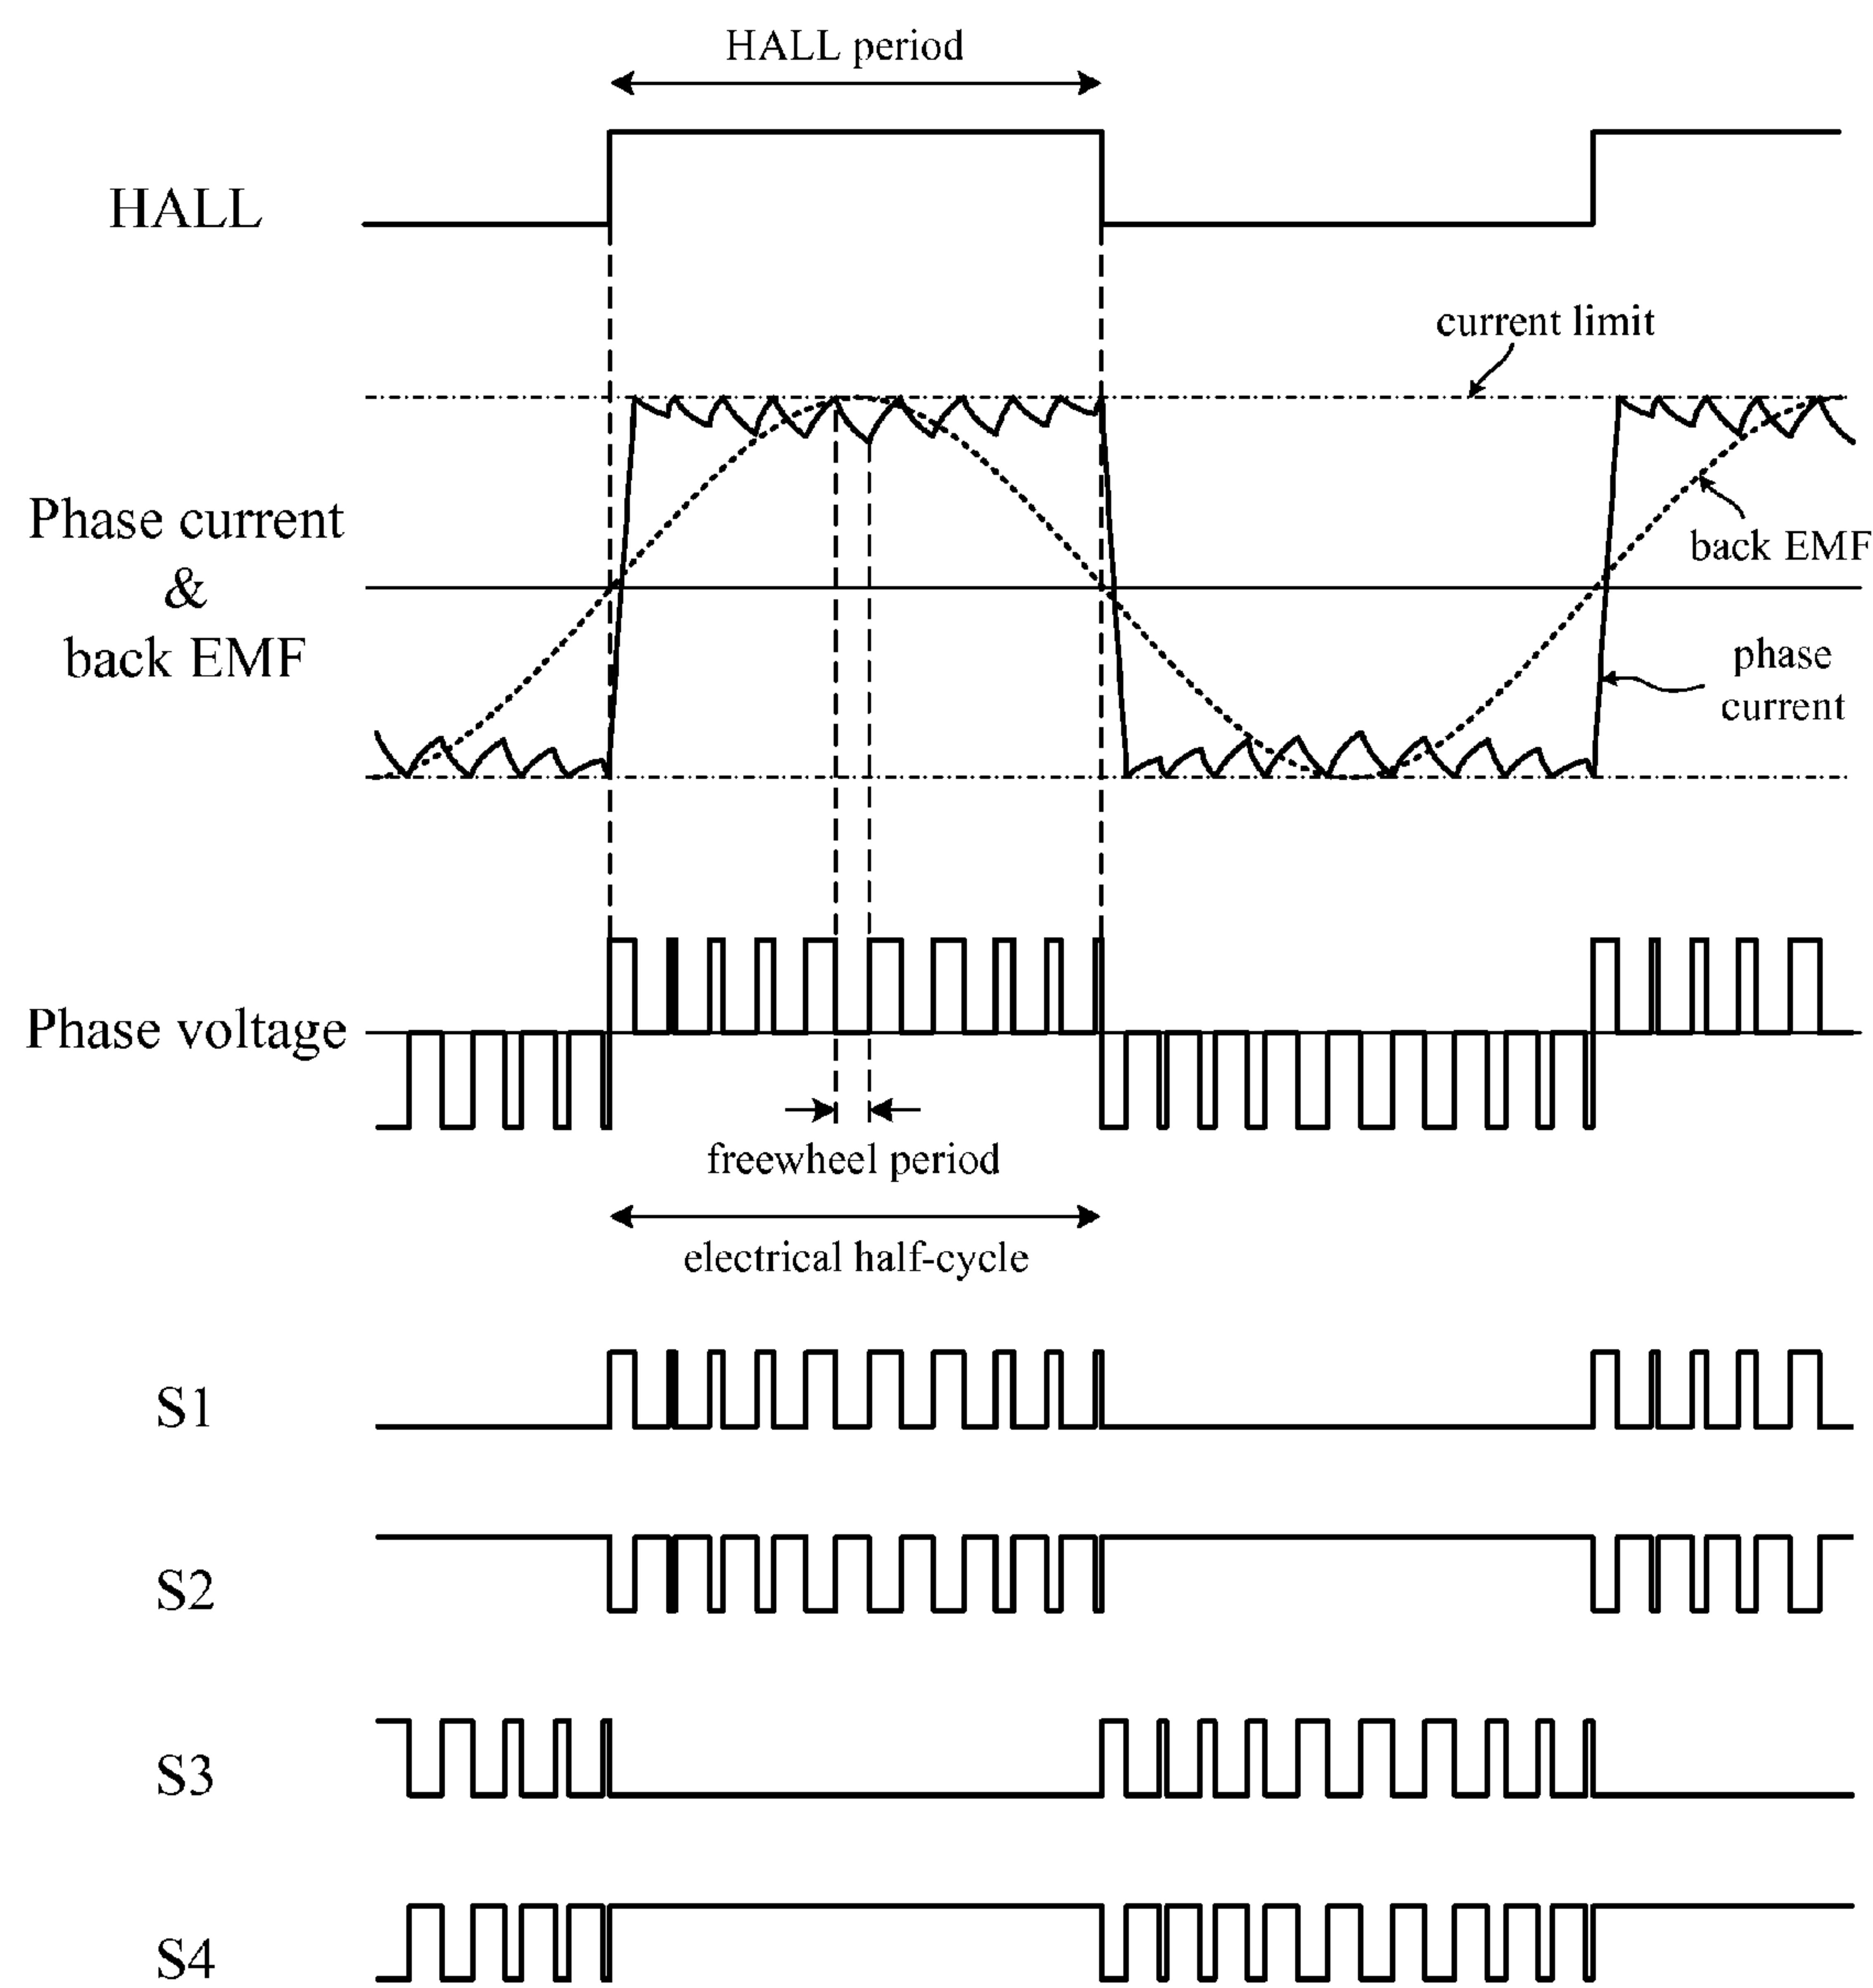 HALL period
HALL
current limit
Phase current
&
back EMF
back EMF
phase
current
Phase voltage
freewheel period
electrical half-cycle
S1
S2
S3
S4